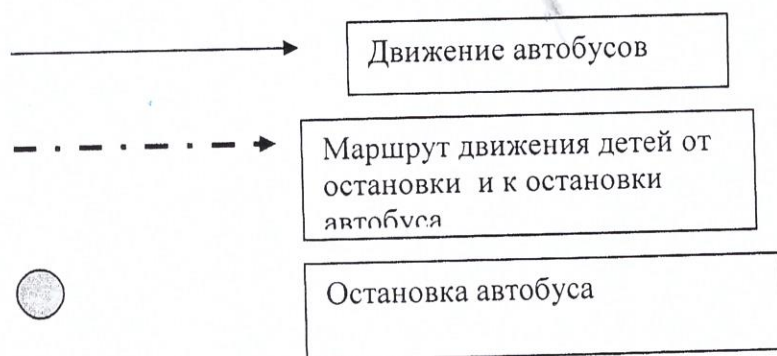 Движение автобусов
Маршрут движения детей от
остановки и к остановки
автобуса
Остановка автобуса